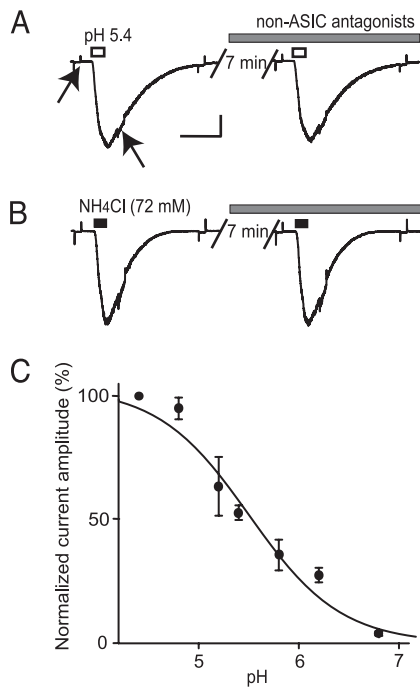 A
pH 5.4
non-ASIC antagonists
7 min
B
NH4Cl (72 mM)
7 min
C
Normalized current amplitude (%)
100
50
0
5
6
7
pH